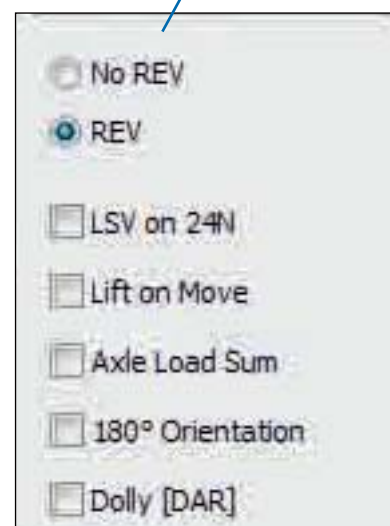 No REV
REV
LSV on 24N
Lift on Move
Axle Load Sum
180° Orientation
Dolly [DAR]